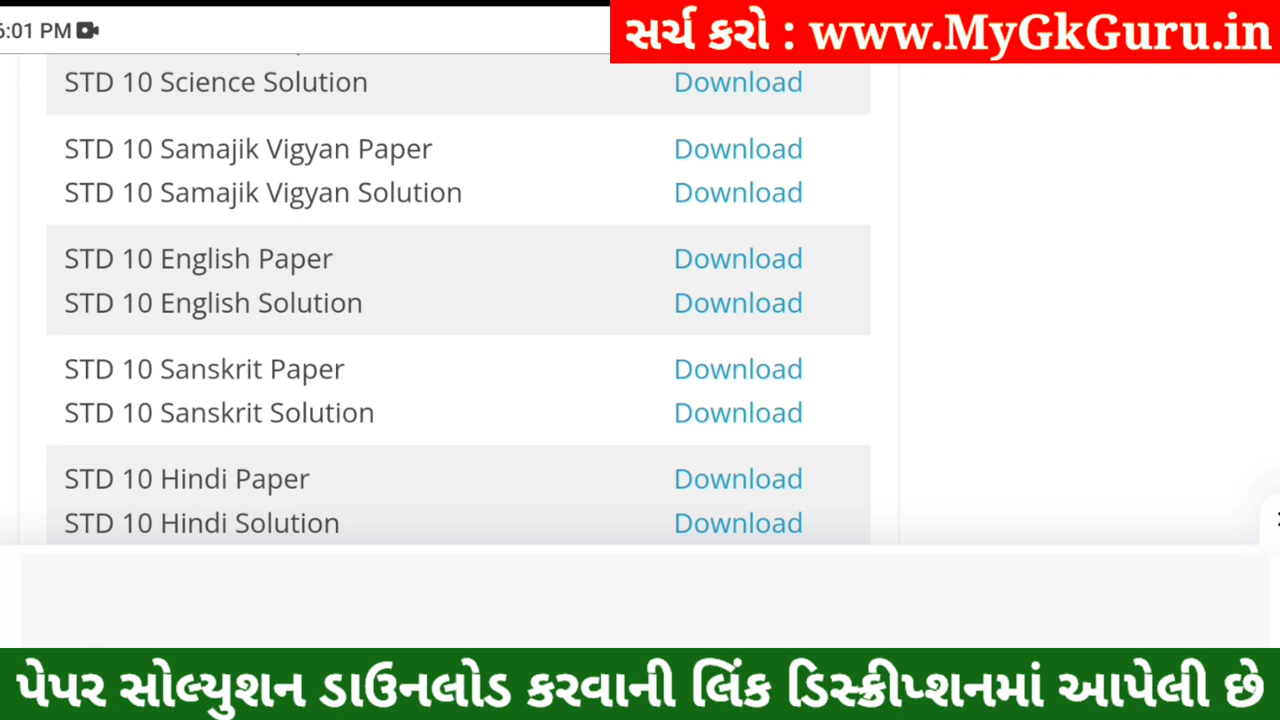 6:01 PM
સર્ચ કરો : www.MyGkGuru.in
STD 10 Science Solution Download
STD 10 Samajik Vigyan Paper Download
STD 10 Samajik Vigyan Solution Download
STD 10 English Paper Download
STD 10 English Solution Download
STD 10 Sanskrit Paper Download
STD 10 Sanskrit Solution Download
STD 10 Hindi Paper Download
STD 10 Hindi Solution Download
પેપર સોલ્યુશન ડાઉનલોડ કરવાની લિંક ડિસ્ક્રીપ્શનમાં આપેલી છે